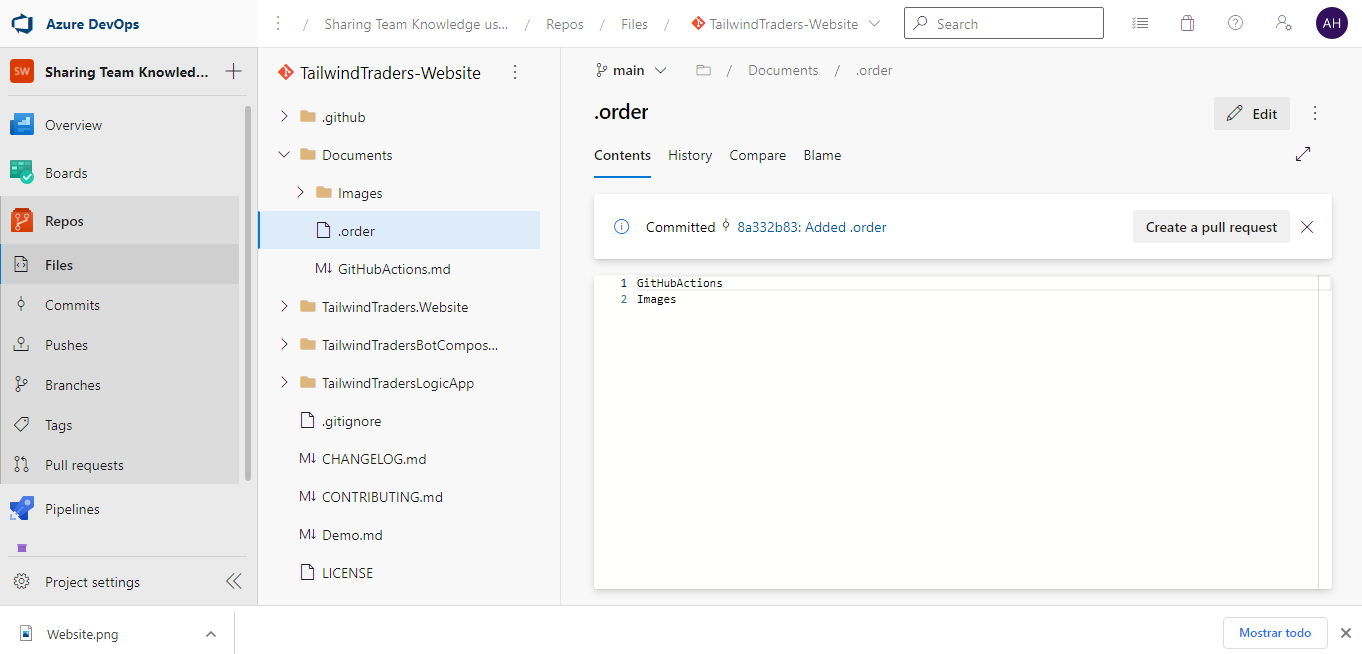 Azure DevOps
/ Sharing Team Knowledge us... / Repos / Files / TailwindTraders-Website
Search
AH
SW Sharing Team Knowled...
Overview
Boards
Repos
Files
Commits
Pushes
Branches
Tags
Pull requests
Pipelines
Project settings
TailwindTraders-Website
.github
Documents
Images
.order
M↓ GitHubActions.md
TailwindTraders.Website
TailwindTradersBotCompos...
TailwindTradersLogicApp
.gitignore
M↓ CHANGELOG.md
M↓ CONTRIBUTING.md
M↓ Demo.md
LICENSE
main / Documents / .order
.order
Edit
Contents History Compare Blame
Committed 8a332b83: Added .order
Create a pull request
1 GitHubActions
2 Images
Website.png
Mostrar todo